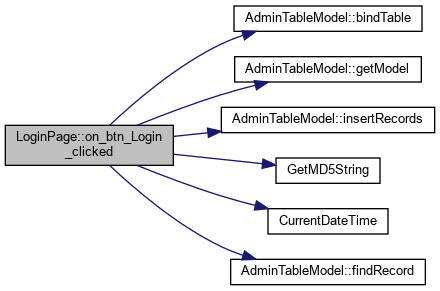 AdminTableModel::bindTable
AdminTableModel::getModel
LoginPage::on_btn_Login
_clicked
AdminTableModel::insertRecords
GetMD5String
CurrentDateTime
AdminTableModel::findRecord